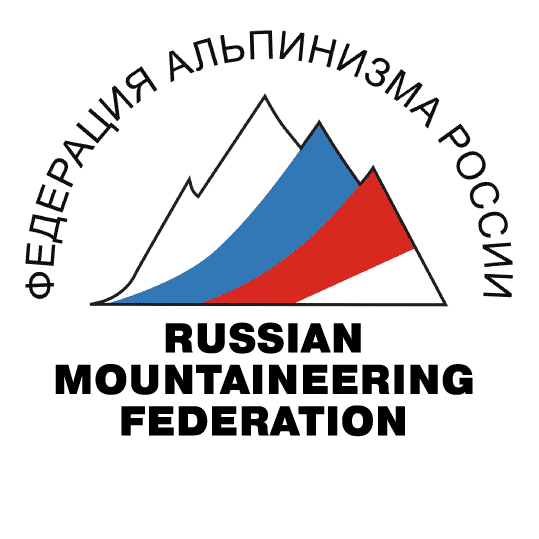 ФЕДЕРАЦИЯ АЛЬПИНИЗМА РОССИИ
RUSSIAN
MOUNTAINEERING
FEDERATION